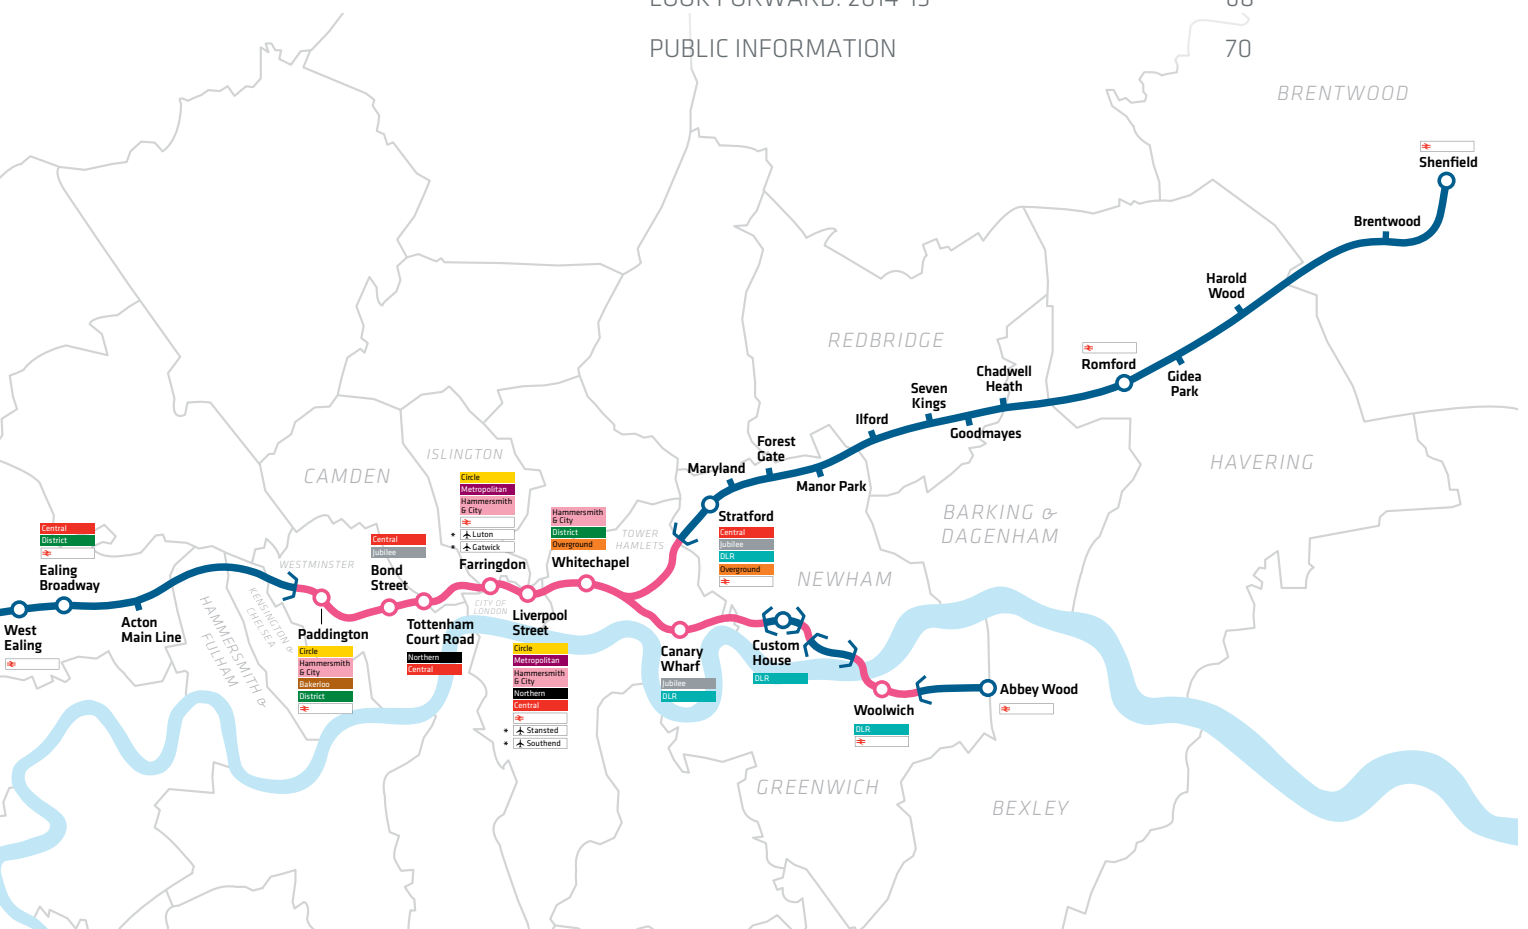 LOOK FORWARD: 2014-15 68
PUBLIC INFORMATION 70
BRENTWOOD
Shenfield
Brentwood
Harold
Wood
REDBRIDGE
Romford
Gidea
Park
Chadwell
Heath
Seven
Kings
Goodmayes
Ilford
Forest
Gate
Manor Park
Maryland
HAVERING
BARKING &
DAGENHAM
Stratford
Central
Jubilee
DLR
Overground
NEWHAM
TOWER
HAMLETS
ISLINGTON
CAMDEN
Circle
Metropolitan
Hammersmith
& City
* Luton
* Gatwick
Farringdon
Hammersmith
& City
District
Overground
Whitechapel
Central
Jubilee
Bond
Street
WESTMINSTER
Central
District
Ealing
Broadway
West
Ealing
Acton
Main Line
HAMMERSMITH &
FULHAM
KENSINGTON &
CHELSEA
Paddington
Circle
Hammersmith
& City
Bakerloo
District
Tottenham
Court Road
Northern
Central
CITY OF
LONDON
Liverpool
Street
Circle
Metropolitan
Hammersmith
& City
Northern
Central
* Stansted
* Southend
Canary
Wharf
Jubilee
DLR
Custom
House
DLR
Woolwich
DLR
Abbey Wood
GREENWICH
BEXLEY